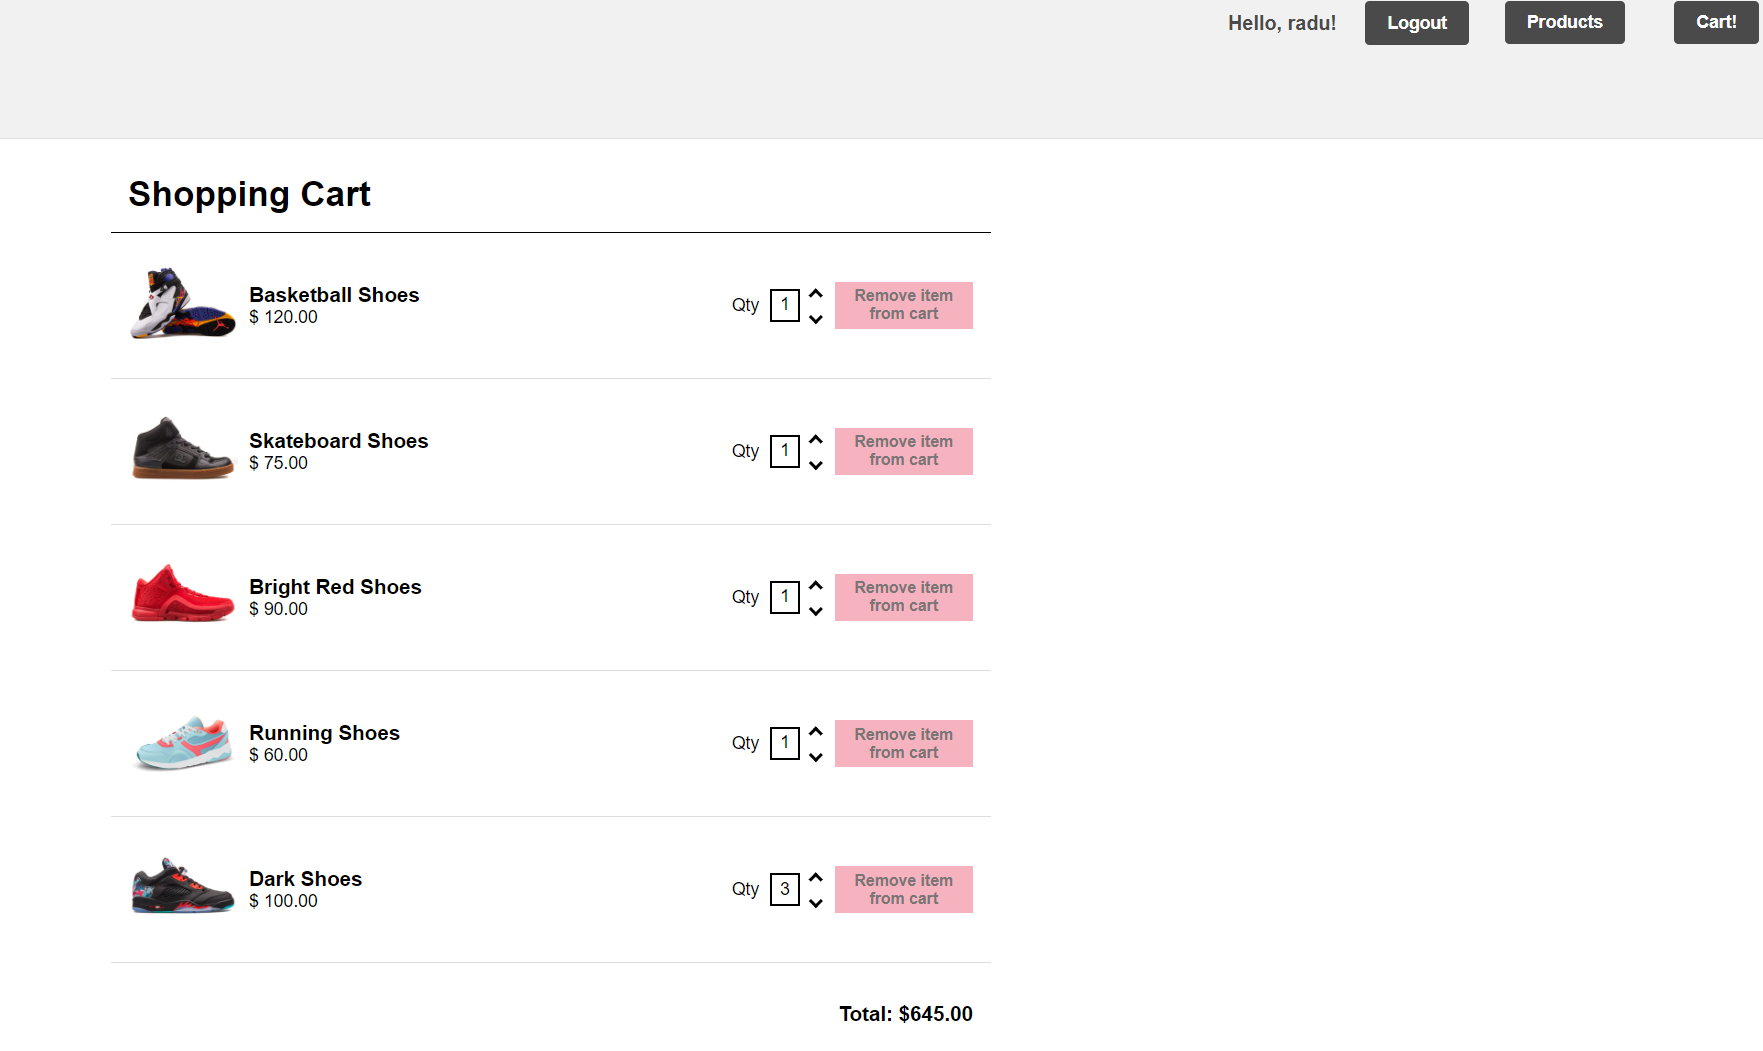 Hello, radu!
Logout
Products
Cart!
Shopping Cart
Basketball Shoes
$ 120.00
Qty 1
Remove item
from cart
Skateboard Shoes
$ 75.00
Qty 1
Remove item
from cart
Bright Red Shoes
$ 90.00
Qty 1
Remove item
from cart
Running Shoes
$ 60.00
Qty 1
Remove item
from cart
Dark Shoes
$ 100.00
Qty 3
Remove item
from cart
Total: $645.00